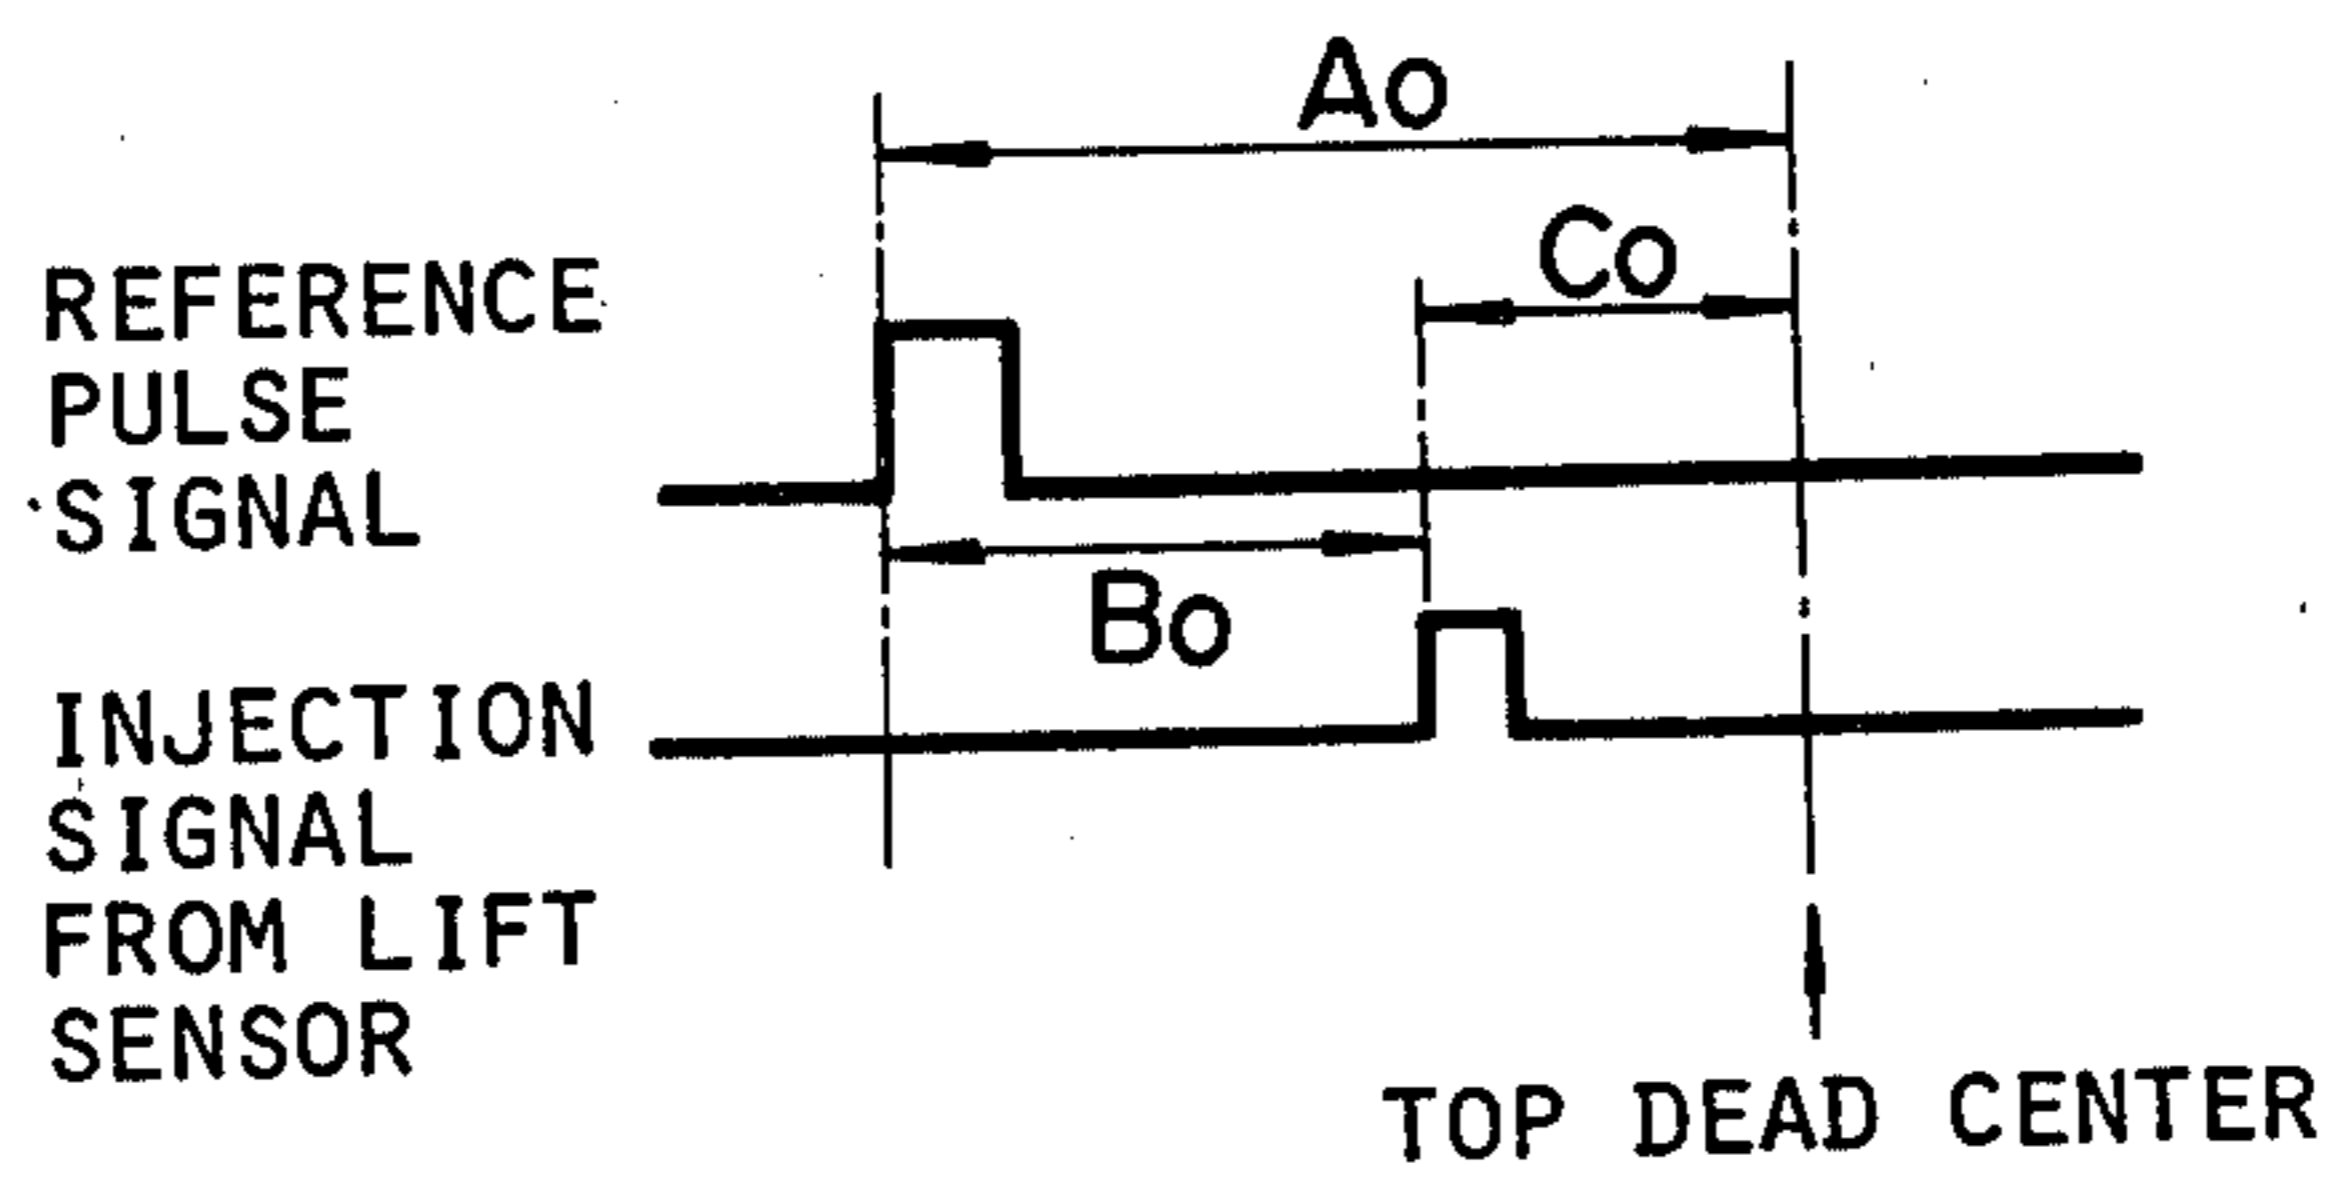 Ao
Co
REFERENCE
PULSE
SIGNAL
Bo
INJECTION
SIGNAL
FROM LIFT
SENSOR
TOP DEAD CENTER